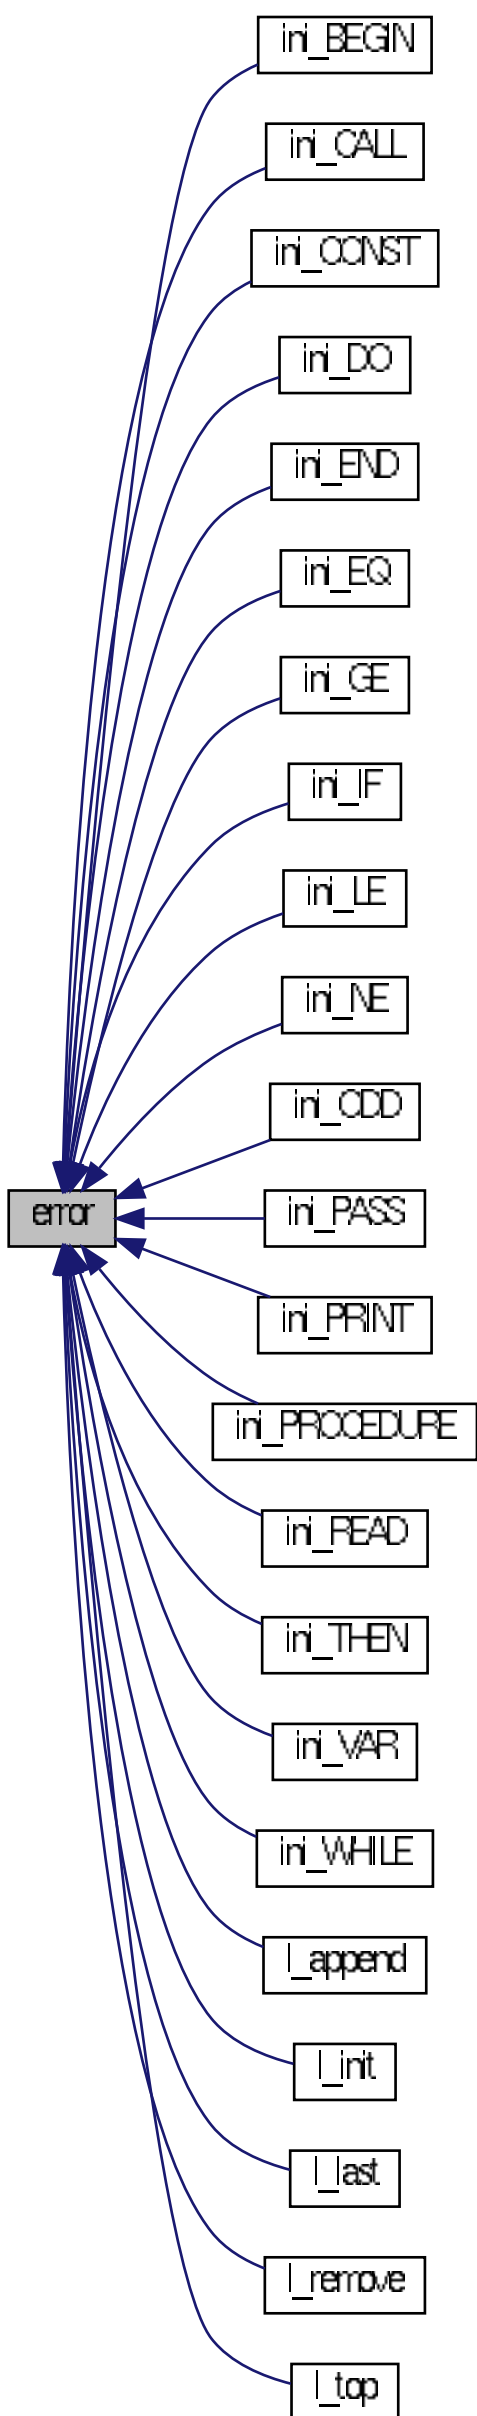 ini_BEGIN
ini_CALL
ini_CONST
ini_DO
ini_END
ini_EQ
ini_GE
ini_IF
ini_LE
ini_NE
ini_ODD
error
ini_PASS
ini_PRINT
ini_PROCEDURE
ini_READ
ini_THEN
ini_VAR
ini_WHILE
l_append
l_init
l_last
l_remove
l_top